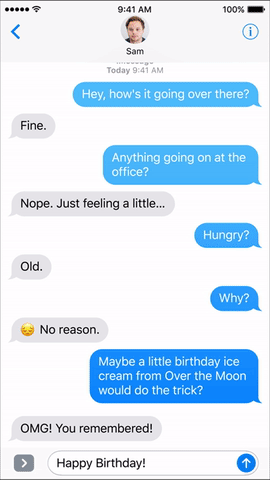 9:41 AM
100%
Sam
iMessage
Today 9:41 AM
Hey, how's it going over there?
Fine.
Anything going on at the
office?
Nope. Just feeling a little...
Hungry?
Old.
Why?
😔 No reason.
Maybe a little birthday ice
cream from Over the Moon
would do the trick?
OMG! You remembered!
Happy Birthday!